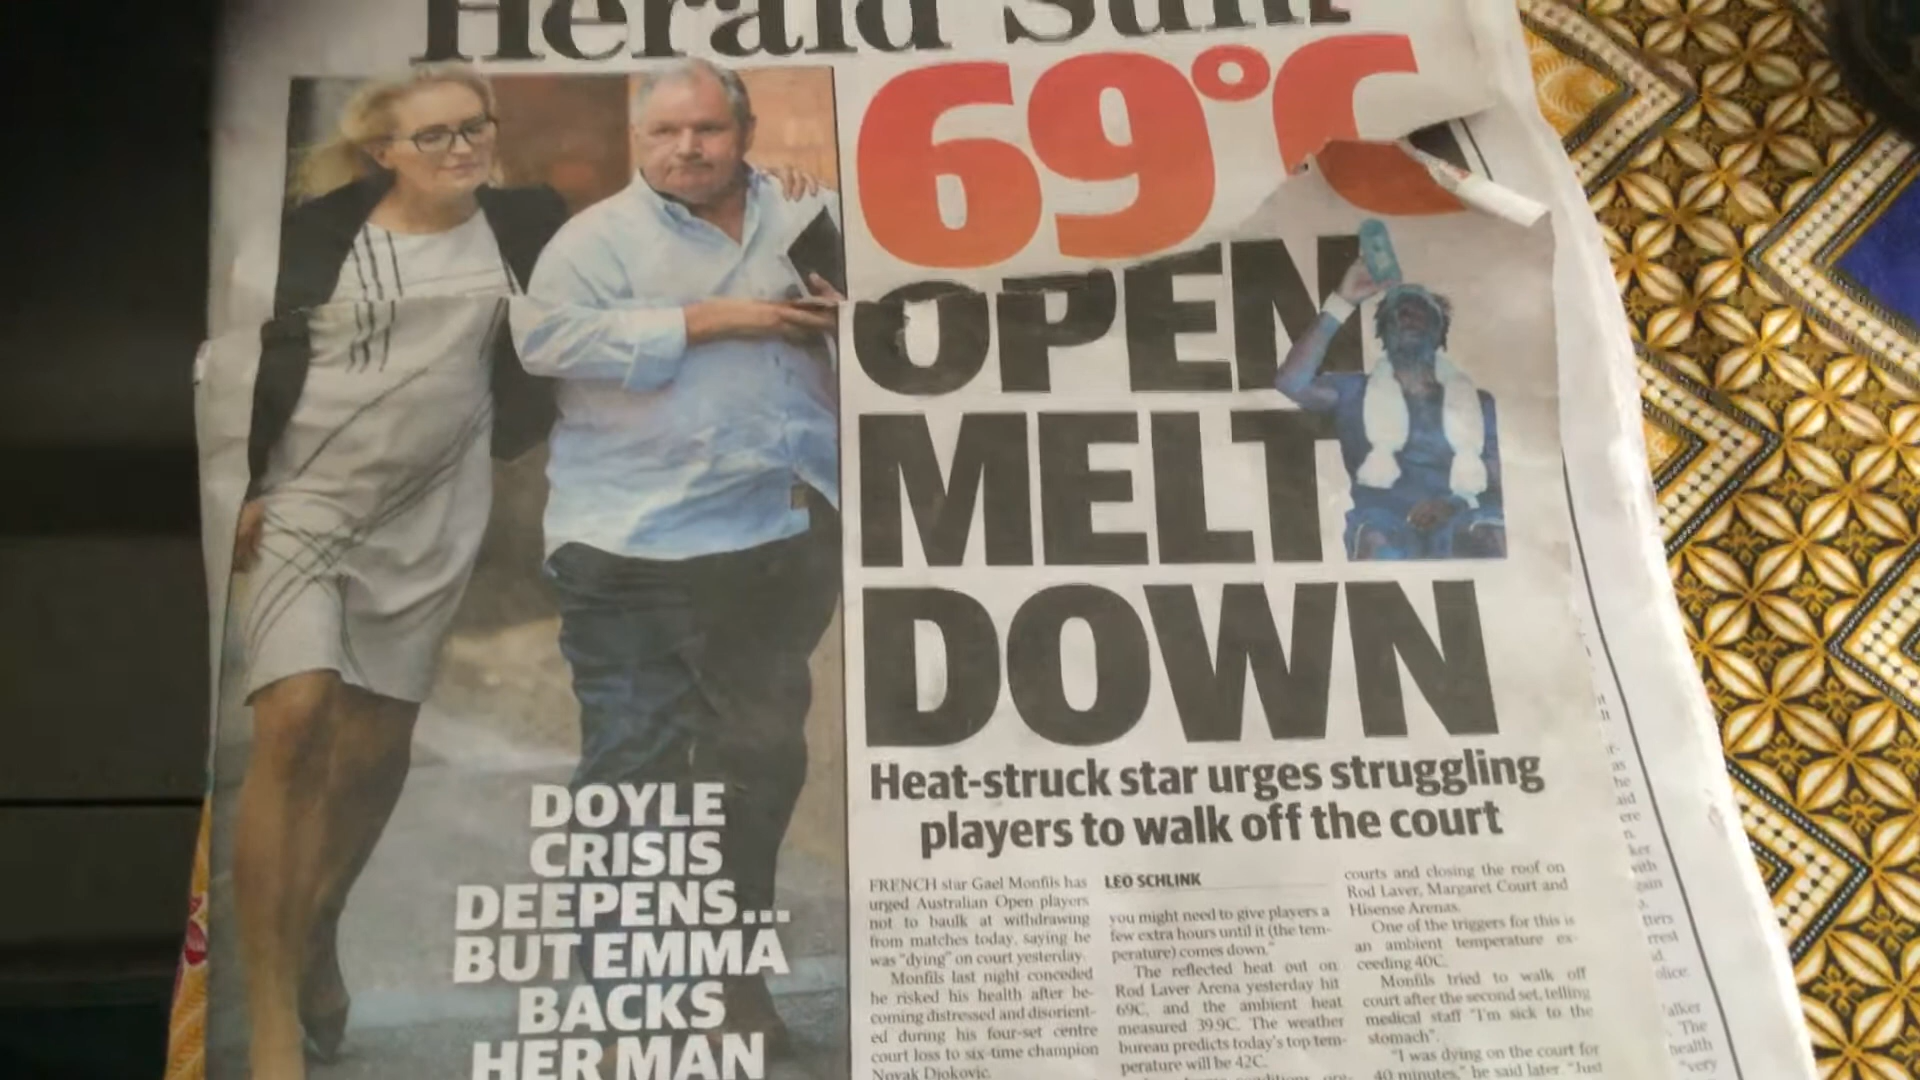 Herald Sun
69°C
OPEN
MELT
DOWN
Heat-struck star urges struggling
players to walk off the court
DOYLE
CRISIS
DEEPENS...
BUT EMMA
BACKS
HER MAN
FRENCH star Gael Monfils has
urged Australian Open players
not to baulk at withdrawing
from matches today, saying he
was "dying" on court yesterday.
Monfils last night conceded
he risked his health after be-
coming distressed and disorient-
ed during his four-set centre
court loss to six-time champion
Novak Djokovic.
LEO SCHLINK
you might need to give players a
few extra hours until it (the tem-
perature) comes down."
The reflected heat out on
Rod Laver Arena yesterday hit
69C, and the ambient heat
measured 39.9C. The weather
bureau predicts today's top tem-
perature will be 42C.
courts and closing the roof on
Rod Laver, Margaret Court and
Hisense Arenas.
One of the triggers for this is
an ambient temperature ex-
ceeding 40C.
Monfils tried to walk off
court after the second set, telling
medical staff "I'm sick to the
stomach".
"I was dying on the court for
40 minutes," he said later. "Just
The
health
"very